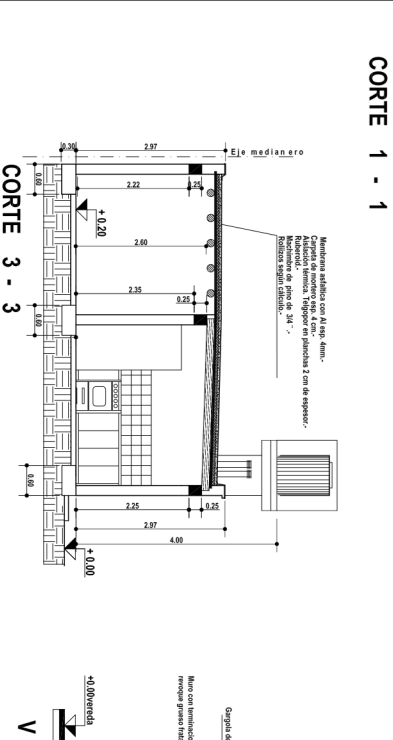 CORTE 1 - 1
Eje medianero
Membrana asfaltica con Al esp. 4mm.-
Carpeta de mortero esp. 4 cm.-
Aislación térmica, Telgopor en planchas 2 cm de espesor.-
Ruberoid.-
Machimbre de pino de 3/4¨.-
Rollizos según cálculo.-
0.30
2.97
0.60
2.22
0.25
+ 0.20
2.60
2.35
0.25
0.60
0.60
2.25
0.25
2.97
4.00
+ 0.00
CORTE 3 - 3
Gargola de
Muro con terminacio
revoque grueso frata
+0.00vereda
V